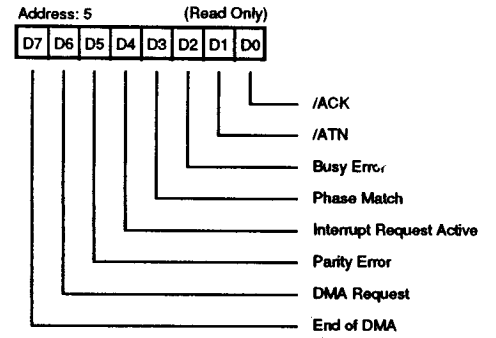 Address: 5 (Read Only)
D7 D6 D5 D4 D3 D2 D1 D0
/ACK
/ATN
Busy Error
Phase Match
Interrupt Request Active
Parity Error
DMA Request
End of DMA